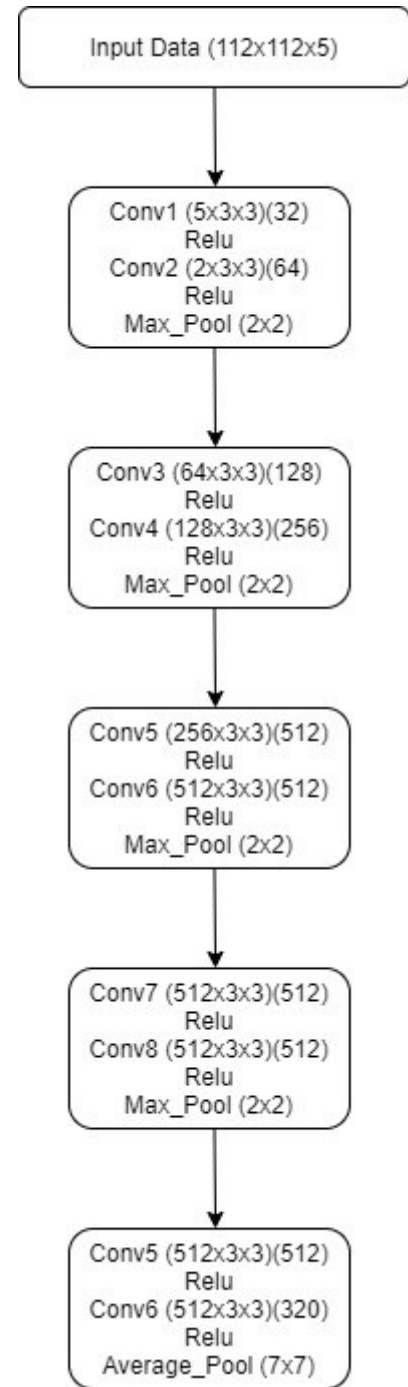 Input Data (112x112x5)
Conv1 (5x3x3)(32)
Relu
Conv2 (2x3x3)(64)
Relu
Max_Pool (2x2)
Conv3 (64x3x3)(128)
Relu
Conv4 (128x3x3)(256)
Relu
Max_Pool (2x2)
Conv5 (256x3x3)(512)
Relu
Conv6 (512x3x3)(512)
Relu
Max_Pool (2x2)
Conv7 (512x3x3)(512)
Relu
Conv8 (512x3x3)(512)
Relu
Max_Pool (2x2)
Conv5 (512x3x3)(512)
Relu
Conv6 (512x3x3)(320)
Relu
Average_Pool (7x7)